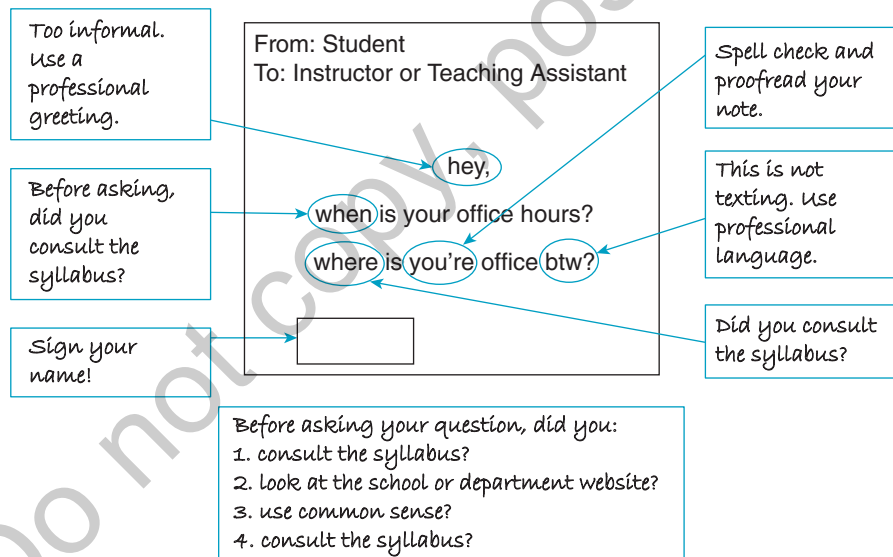 Too informal.
Use a
professional
greeting.
Before asking,
did you
consult the
syllabus?
Sign your
name!
From: Student
To: Instructor or Teaching Assistant
hey,
when is your office hours?
where is you're office btw?
Spell check and
proofread your
note.
This is not
texting. Use
professional
language.
Did you consult
the syllabus?
Before asking your question, did you:
1. consult the syllabus?
2. look at the school or department website?
3. use common sense?
4. consult the syllabus?
Do not copy, pos